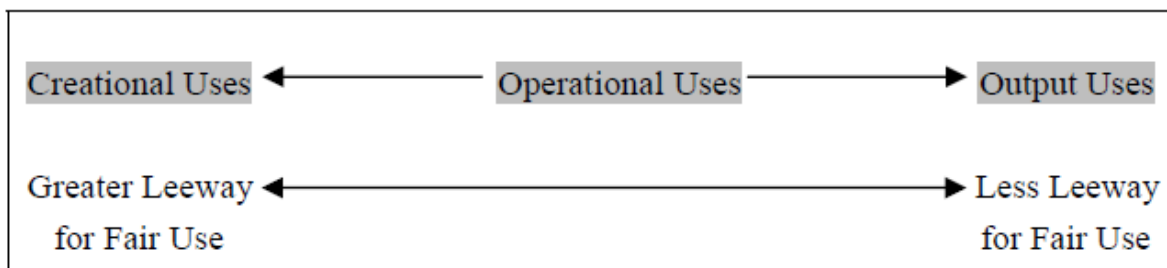 Creational Uses Operational Uses Output Uses
Greater Leeway Less Leeway
for Fair Use for Fair Use